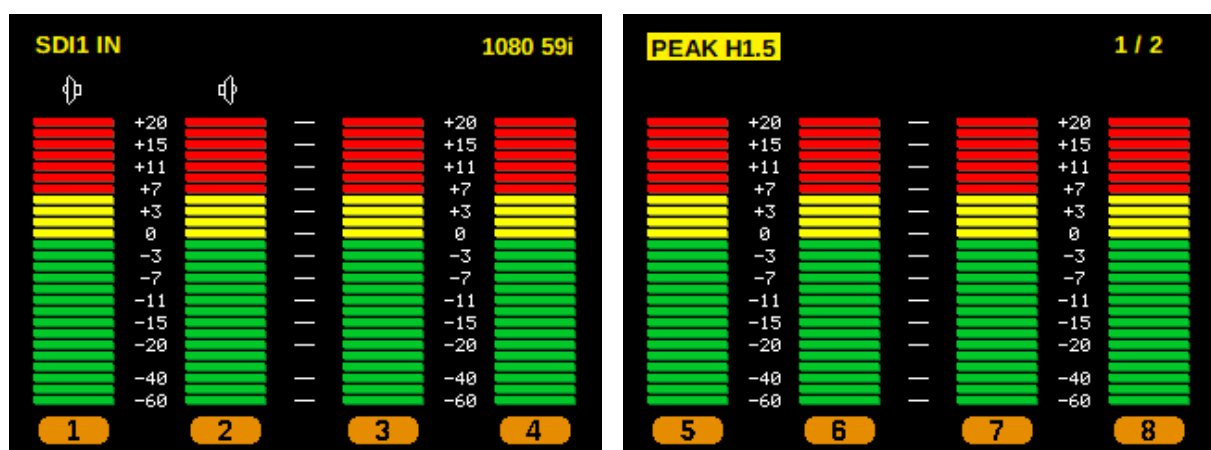 SDI1 IN 1080 59i PEAK H1.5 1 / 2
+20 +20 +20 +20
+15 +15 +15 +15
+11 +11 +11 +11
+7 +7 +7 +7
+3 +3 +3 +3
0 0 0 0
-3 -3 -3 -3
-7 -7 -7 -7
-11 -11 -11 -11
-15 -15 -15 -15
-20 -20 -20 -20
-40 -40 -40 -40
-60 -60 -60 -60
1 2 3 4 5 6 7 8